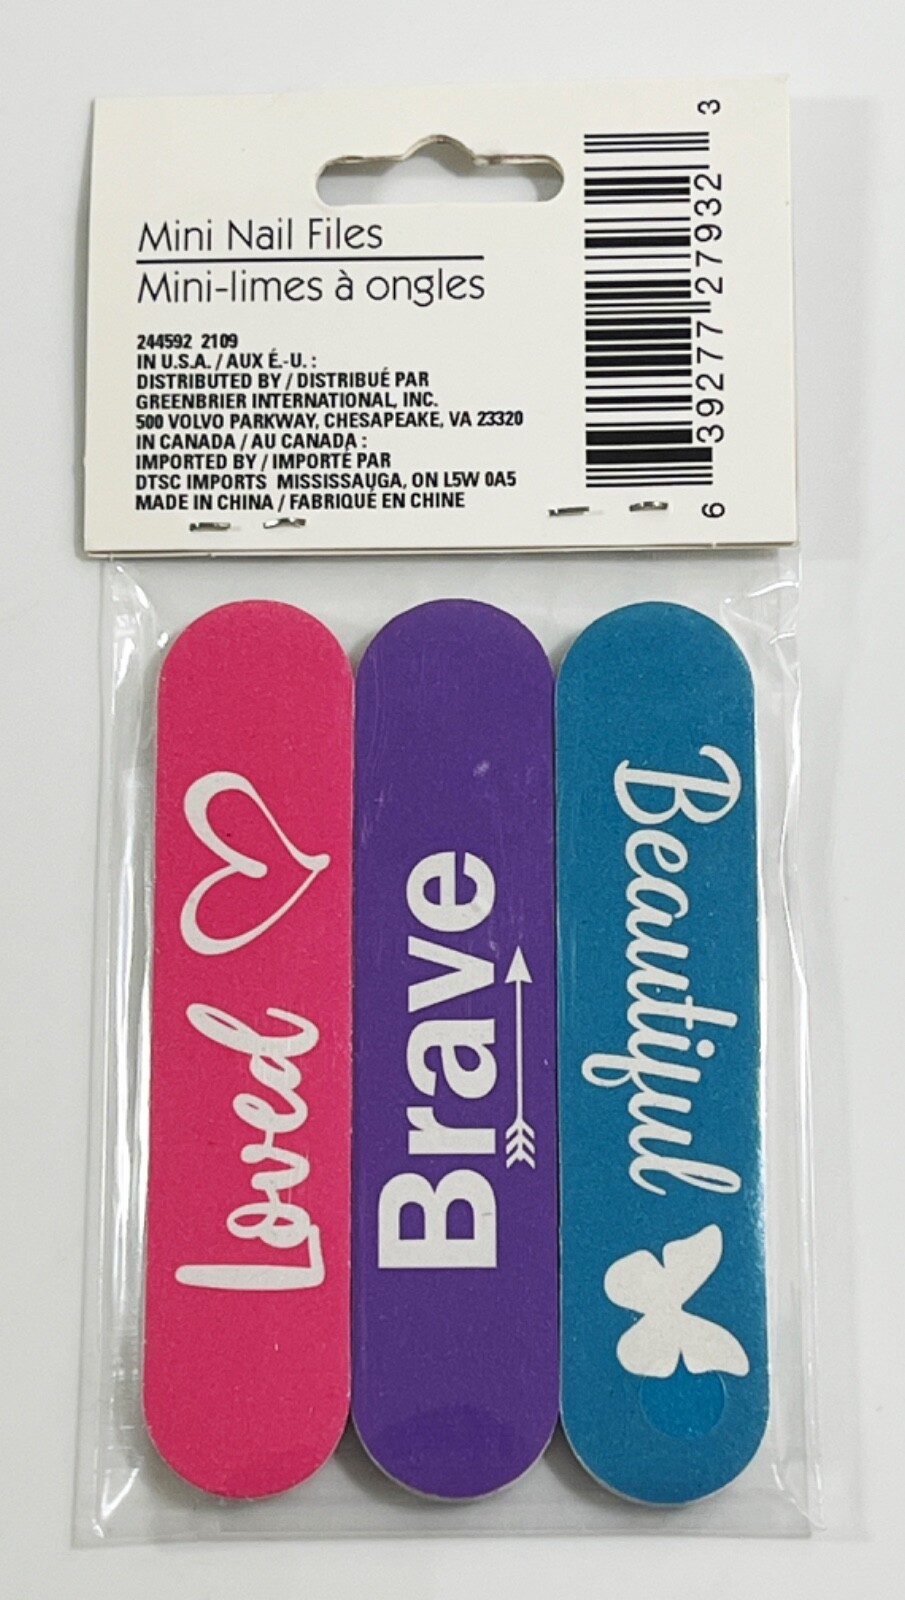 Mini Nail Files
Mini-limes à ongles
244592 2109
IN U.S.A. / AUX É.-U. :
DISTRIBUTED BY / DISTRIBUÉ PAR
GREENBRIER INTERNATIONAL, INC.
500 VOLVO PARKWAY, CHESAPEAKE, VA 23320
IN CANADA / AU CANADA :
IMPORTED BY / IMPORTÉ PAR
DTSC IMPORTS MISSISSAUGA, ON L5W 0A5
MADE IN CHINA / FABRIQUÉ EN CHINE
6 39277 27932 3
Loved
Brave
Beautiful